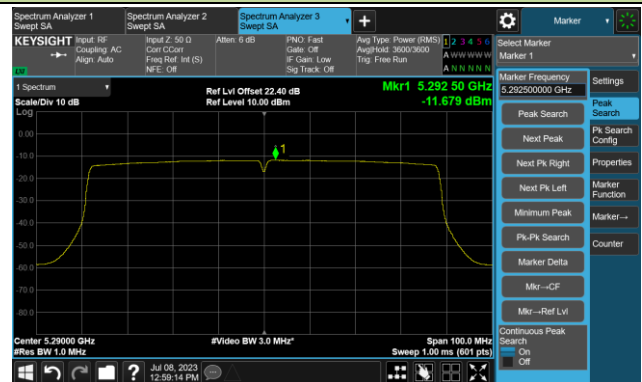 Spectrum Analyzer 1
Swept SA
Spectrum Analyzer 2
Swept SA
Spectrum Analyzer 3
Swept SA
Marker
KEYSIGHT
Input: RF
Coupling: AC
Align: Auto
Input Z: 50 Ω
Corr CCorr
Freq Ref: Int (S)
NFE: Off
Atten: 6 dB
PNO: Fast
Gate: Off
IF Gain: Low
Sig Track: Off
Avg Type: Power (RMS)
Avg|Hold: 3600/3600
Trig: Free Run
1 2 3 4 5 6
A W W W W W
A N N N N N
LW
Select Marker
Marker 1
1 Spectrum
Scale/Div 10 dB
Log
Ref Lvl Offset 22.40 dB
Ref Level 10.00 dBm
Mkr1 5.292 50 GHz
-11.679 dBm
0.00
-10.0
-20.0
-30.0
-40.0
-50.0
-60.0
-70.0
-80.0
1
Center 5.29000 GHz
#Res BW 1.0 MHz
#Video BW 3.0 MHz*
Span 100.0 MHz
Sweep 1.00 ms (601 pts)
Marker Frequency
5.292500000 GHz
Peak Search
Next Peak
Next Pk Right
Next Pk Left
Minimum Peak
Pk-Pk Search
Marker Delta
Mkr→CF
Mkr→Ref Lvl
Continuous Peak
Search
On
Off
Settings
Peak
Search
Pk Search
Config
Properties
Marker
Function
Marker→
Counter
Jul 08, 2023
12:59:14 PM